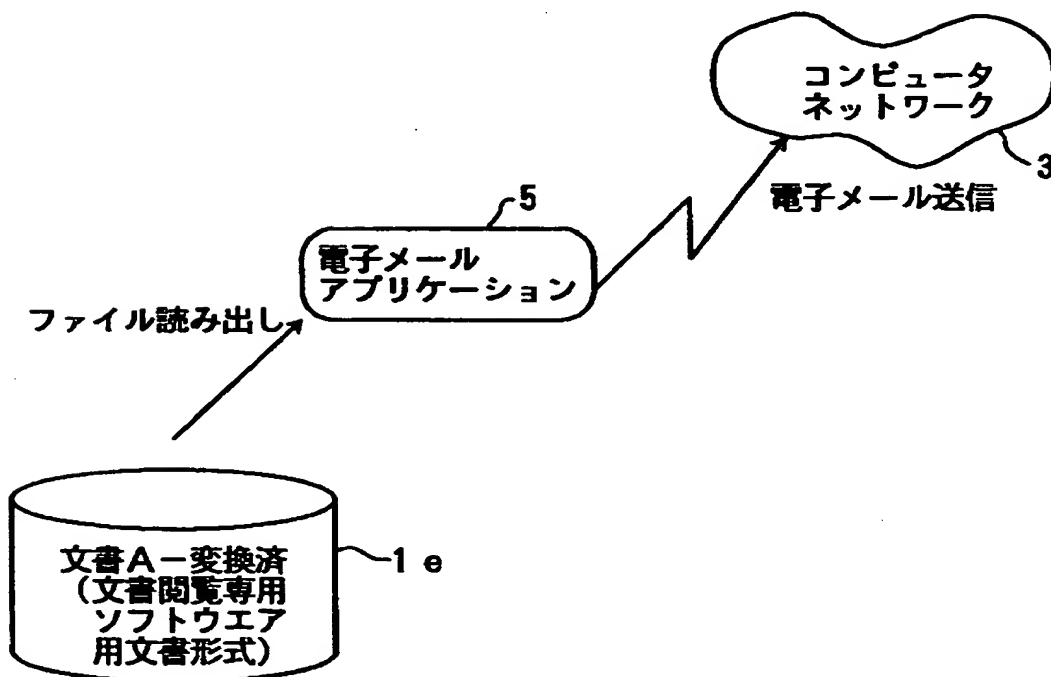 コンピュータ
ネットワーク
3
電子メール送信
5
電子メール
アプリケーション
ファイル読み出し
文書A－変換済
(文書閲覧専用
ソフトウエア
用文書形式)
1e